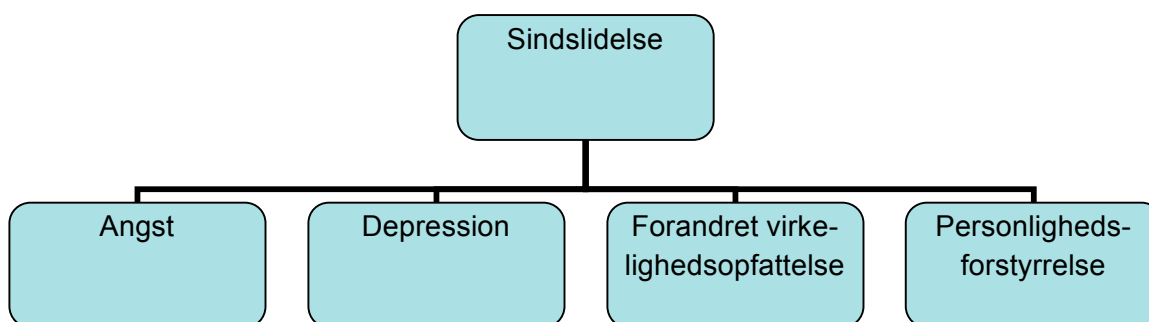 Sindslidelse
Angst
Depression
Forandret virke-
lighedsopfattelse
Personligheds-
forstyrrelse